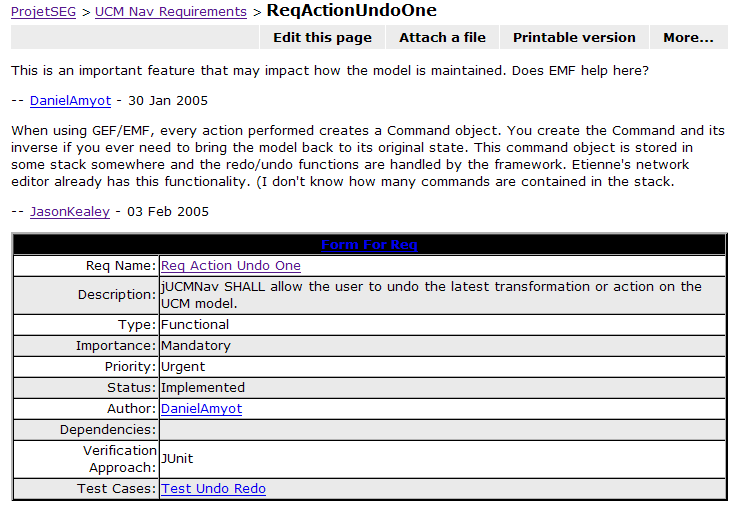 ProjetSEG > UCM Nav Requirements > ReqActionUndoOne
Edit this page Attach a file Printable version More...
This is an important feature that may impact how the model is maintained. Does EMF help here?
-- DanielAmyot - 30 Jan 2005
When using GEF/EMF, every action performed creates a Command object. You create the Command and its
inverse if you ever need to bring the model back to its original state. This command object is stored in
some stack somewhere and the redo/undo functions are handled by the framework. Etienne's network
editor already has this functionality. (I don't know how many commands are contained in the stack.
-- JasonKealey - 03 Feb 2005
Form For Req
Req Name: Req Action Undo One
Description: jUCMNav SHALL allow the user to undo the latest transformation or action on the
UCM model.
Type: Functional
Importance: Mandatory
Priority: Urgent
Status: Implemented
Author: DanielAmyot
Dependencies:
Verification
Approach: JUnit
Test Cases: Test Undo Redo